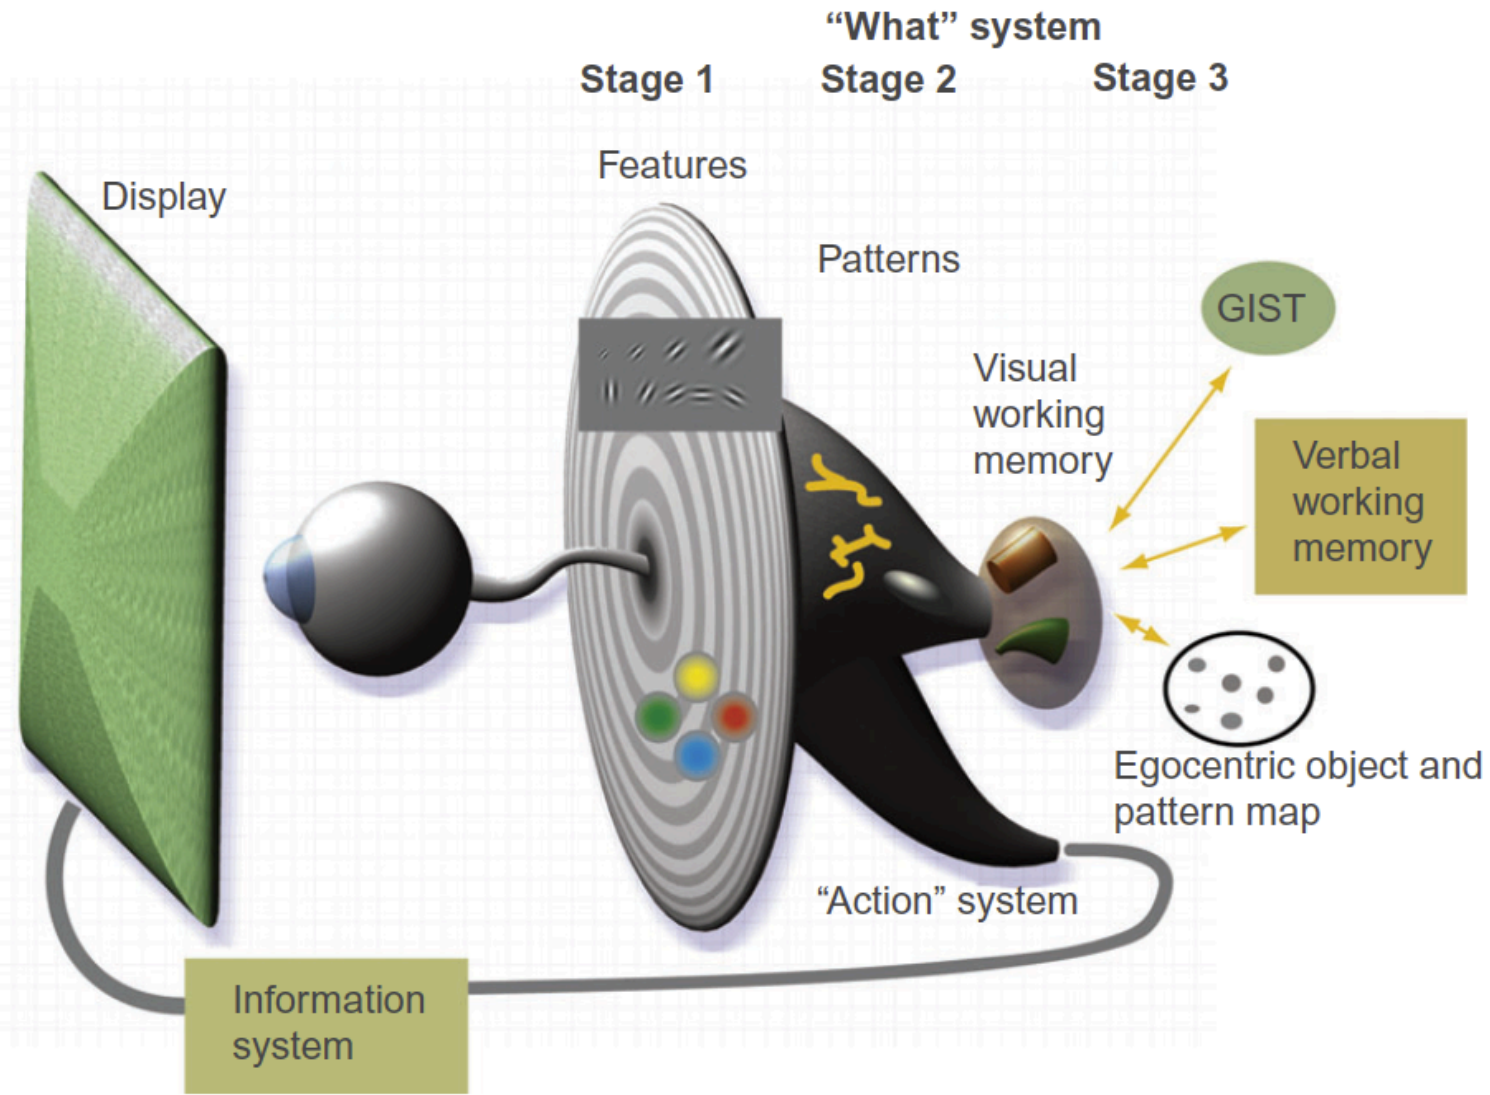 “What” system
Stage 1
Stage 2
Stage 3
Features
Display
Patterns
GIST
Visual
working
memory
Verbal
working
memory
Egocentric object and
pattern map
“Action” system
Information
system